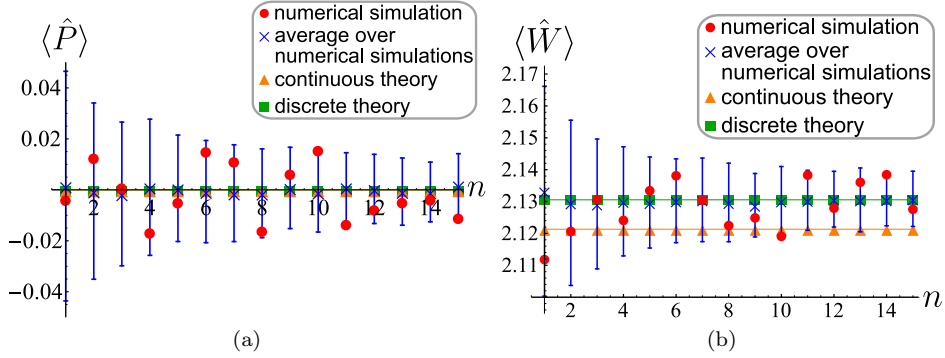 ⟨P̂⟩
numerical simulation
average over
numerical simulations
continuous theory
discrete theory
0.04
0.02
−0.02
−0.04
2 4 6 8 10 12 14
n
(a)
⟨Ŵ⟩
numerical simulation
average over
numerical simulations
continuous theory
discrete theory
2.17
2.16
2.15
2.14
2.13
2.12
2.11
2 4 6 8 10 12 14
n
(b)